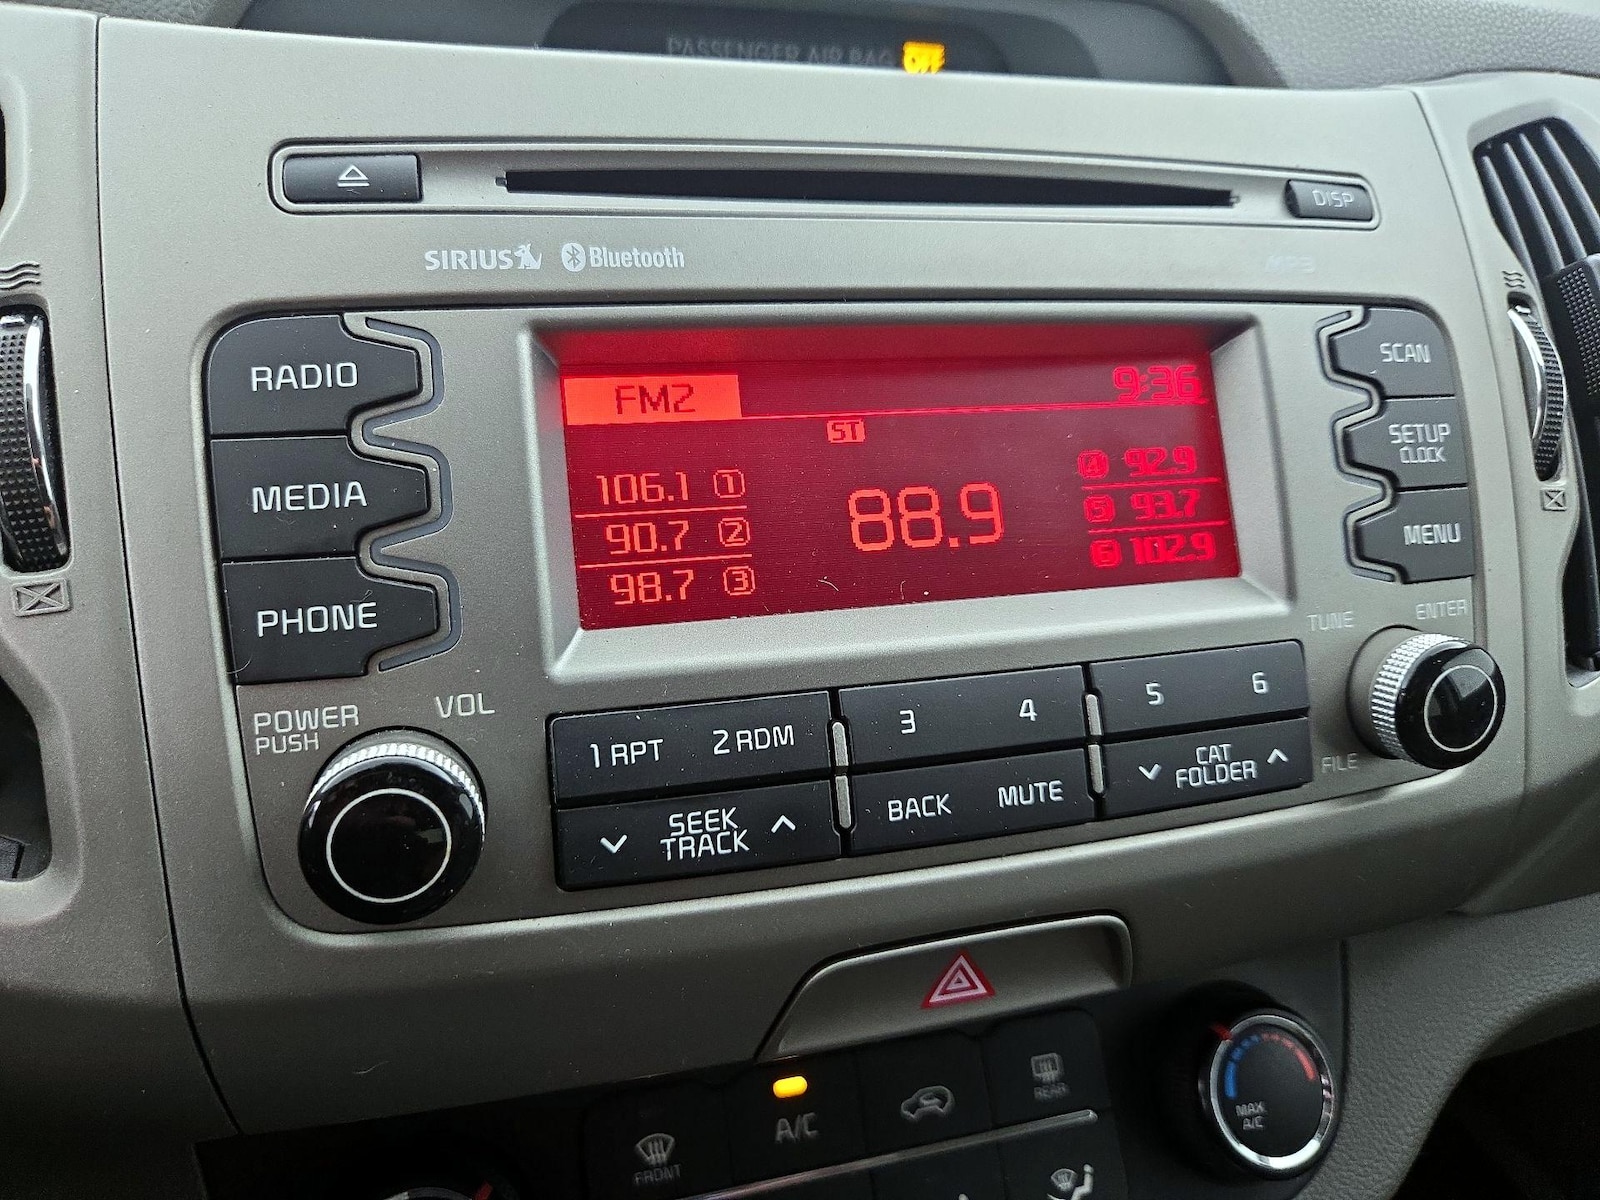 PASSENGER AIR BAG OFF
DISP
SIRIUS Bluetooth
MP3
RADIO
MEDIA
PHONE
FM2 9:36
ST
106.1 1
90.7 2
98.7 3
88.9
4 92.9
5 93.7
6 102.9
SCAN
SETUP
CLOCK
MENU
POWER
PUSH
VOL
TUNE
ENTER
FILE
1 RPT 2 RDM
3 4
5 6
SEEK
TRACK
BACK MUTE
CAT
FOLDER
FRONT
A/C
REAR
MAX
A/C